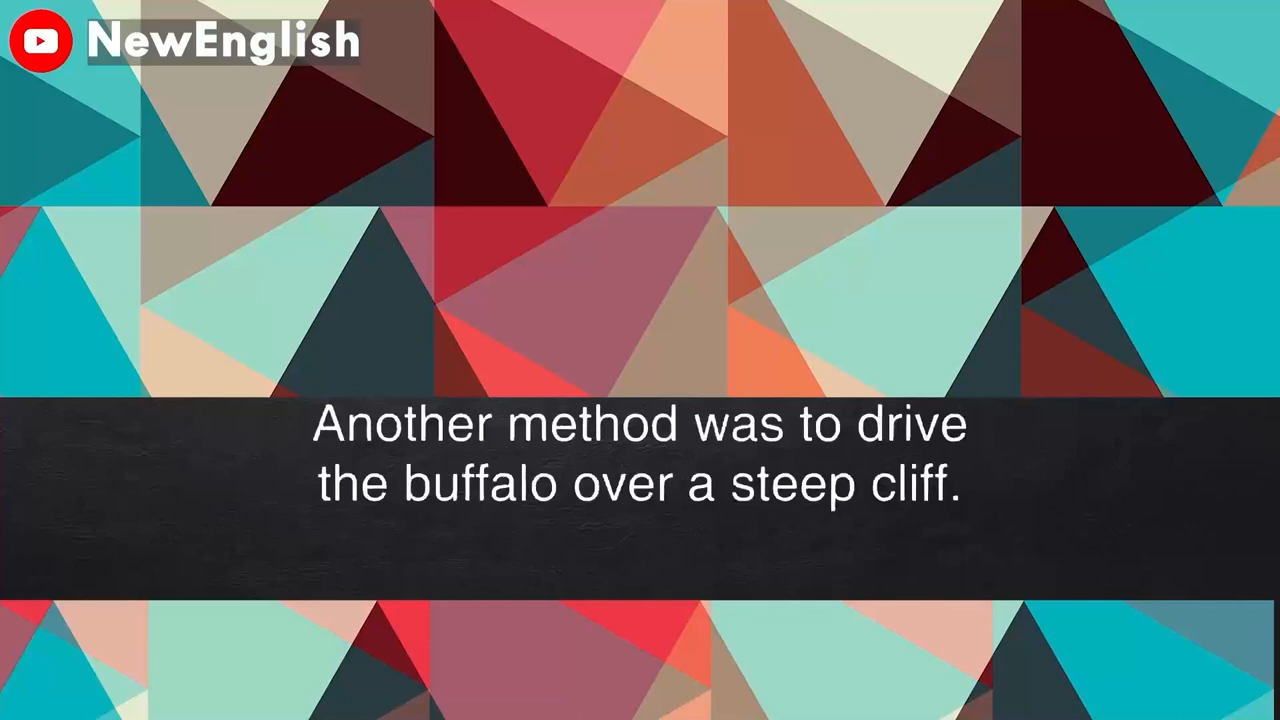 NewEnglish
Another method was to drive
the buffalo over a steep cliff.